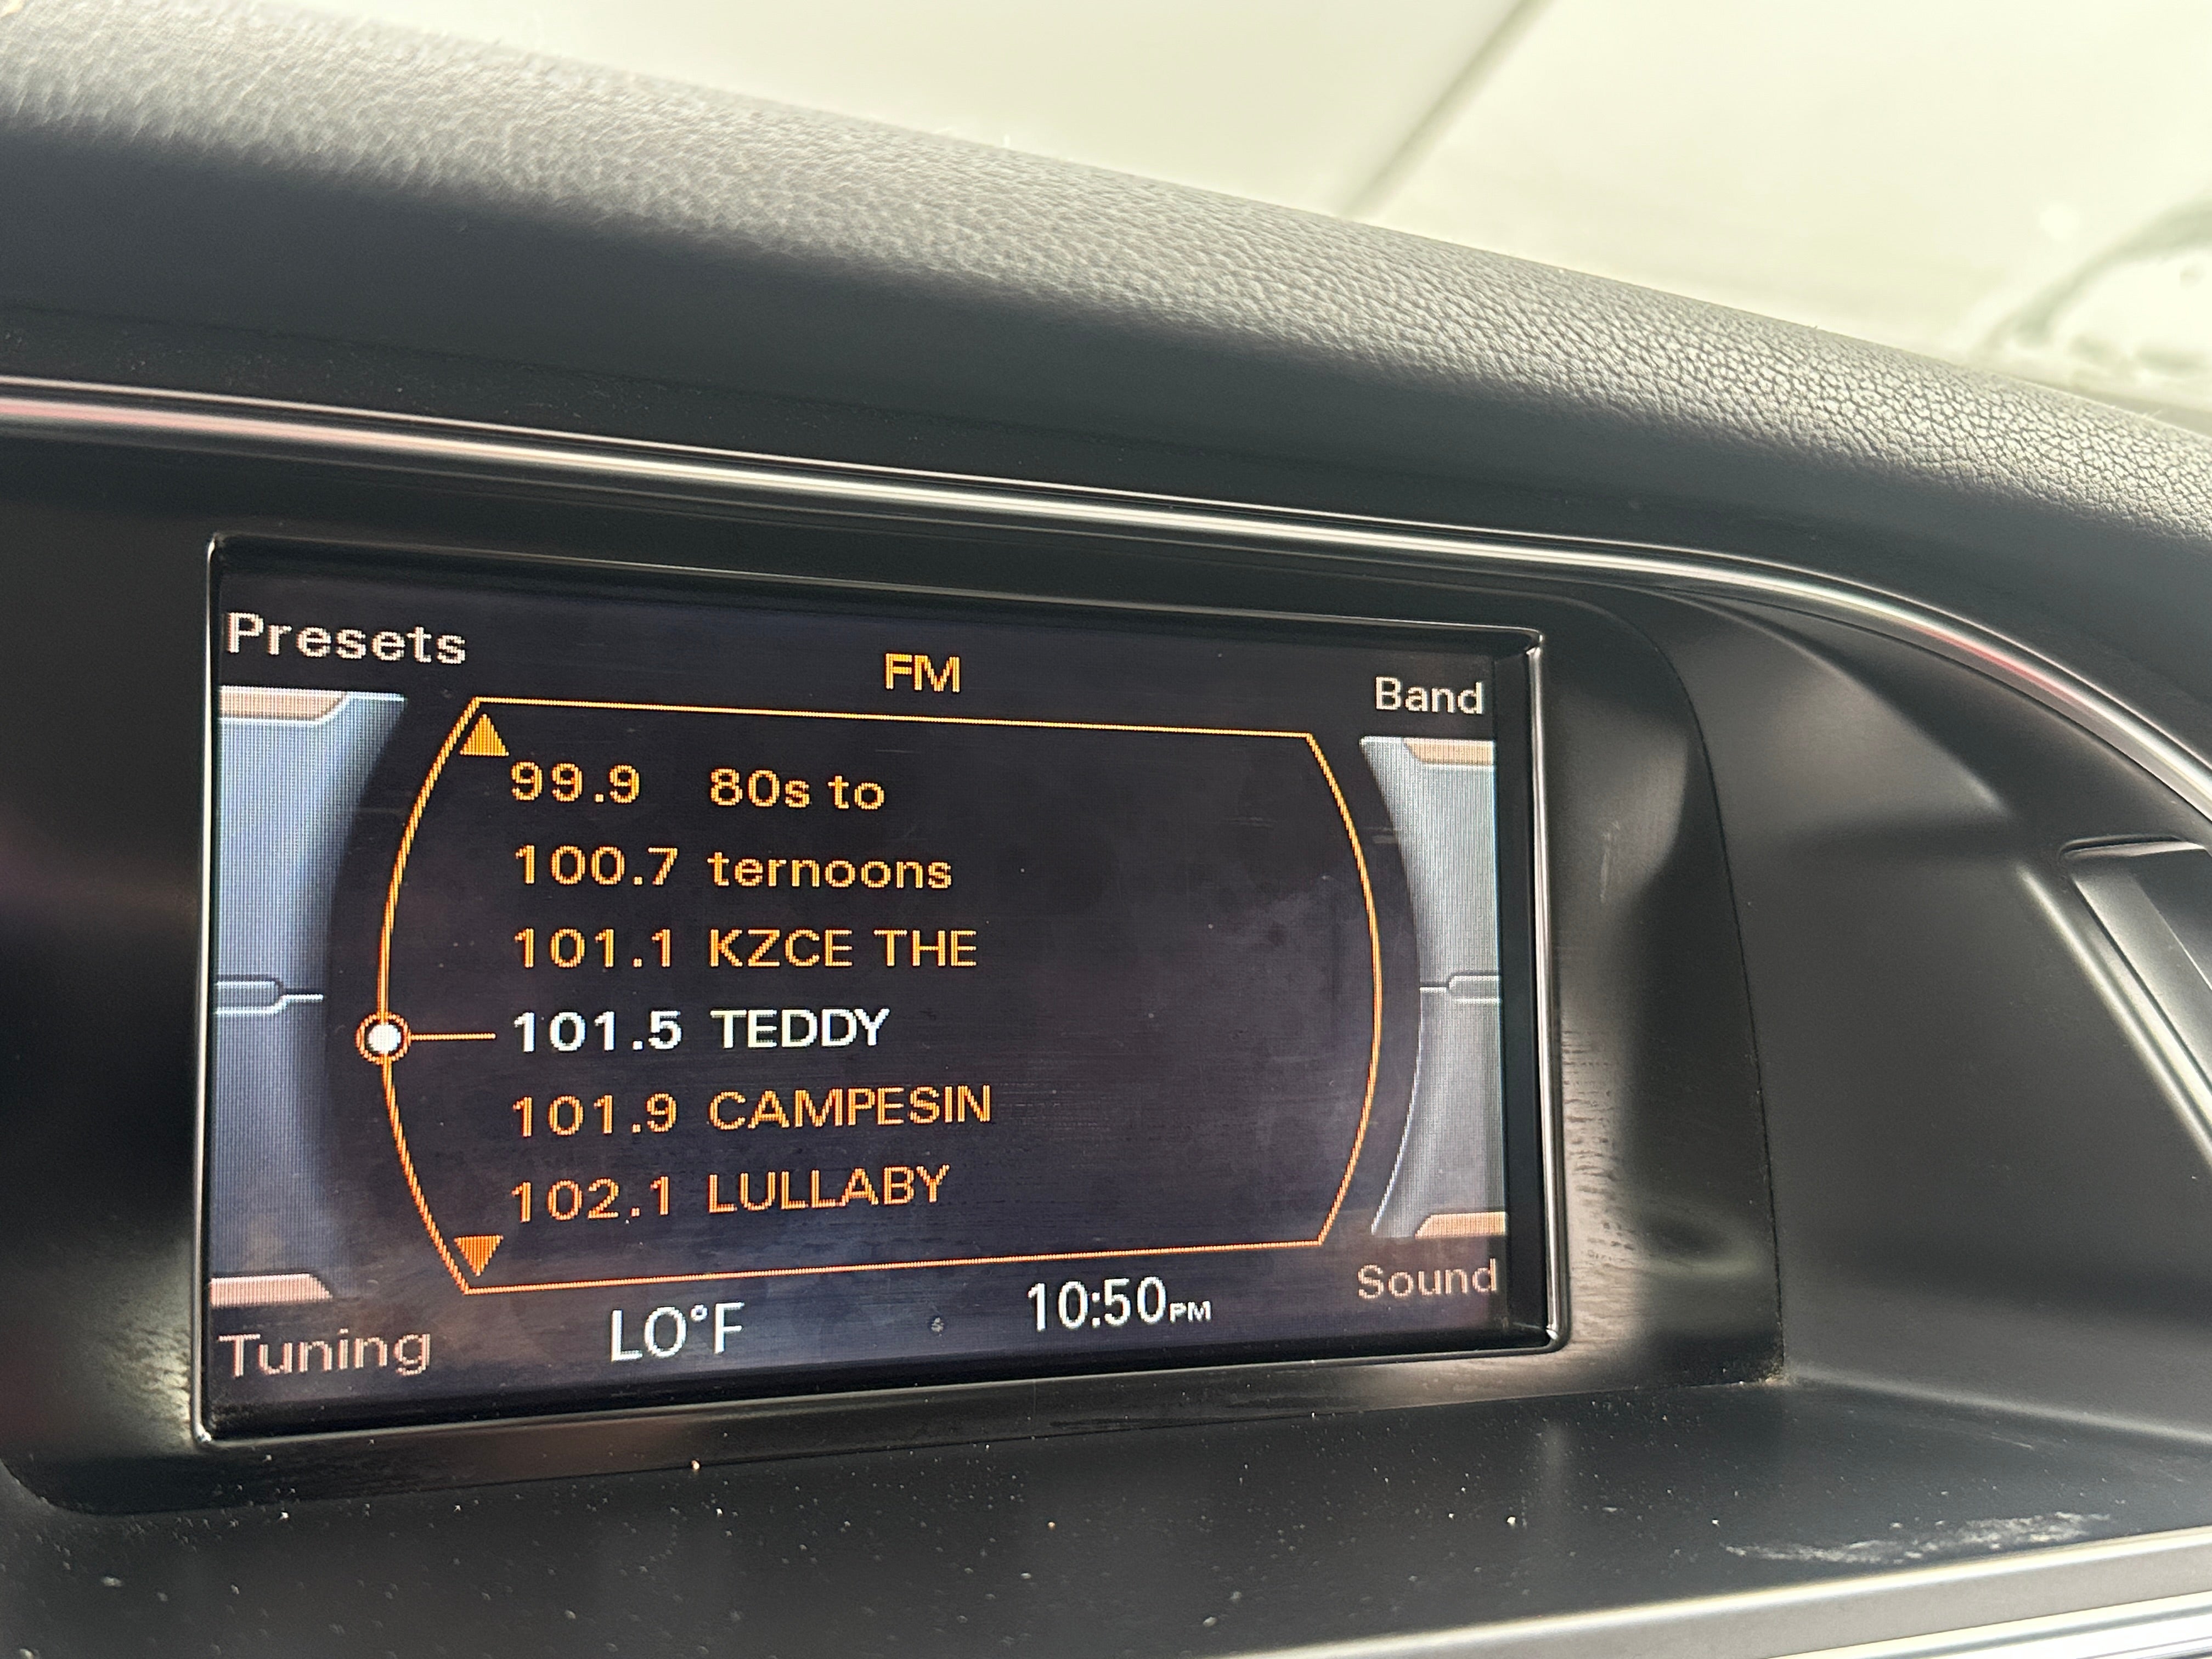 Presets
FM
Band
99.9 80s to
100.7 ternoons
101.1 KZCE THE
101.5 TEDDY
101.9 CAMPESIN
102.1 LULLABY
Sound
Tuning
LO°F
10:50PM